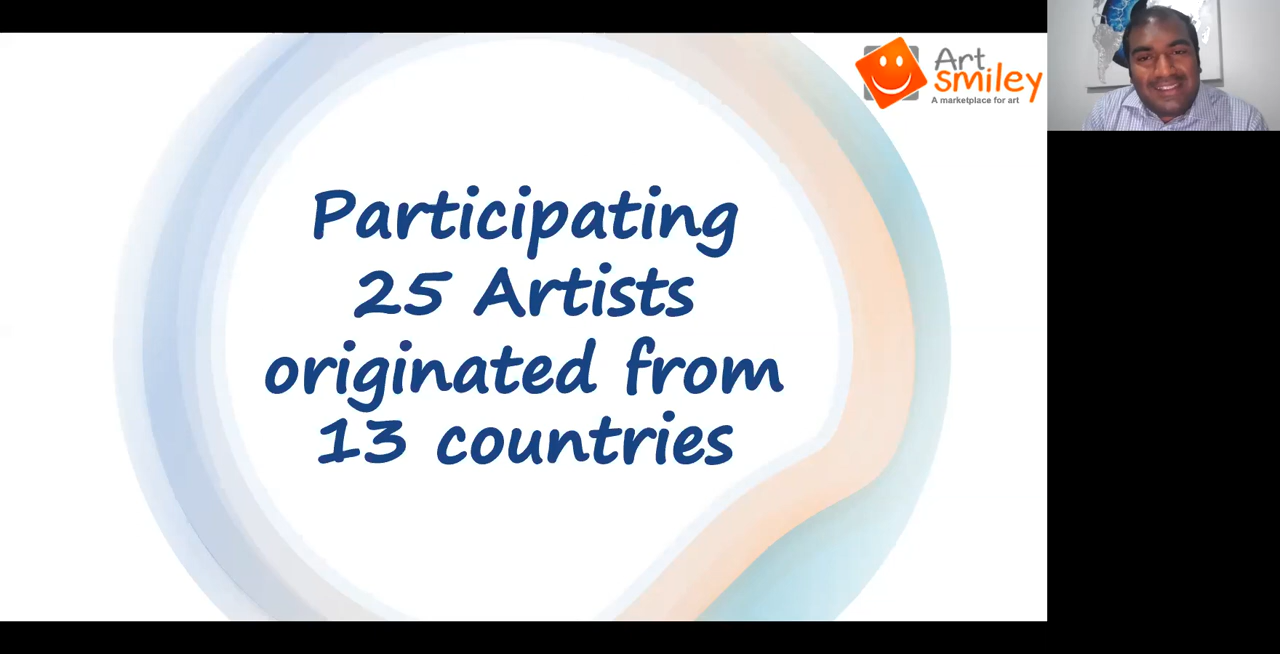 Art
smiley
A marketplace for art
Participating
25 Artists
originated from
13 countries